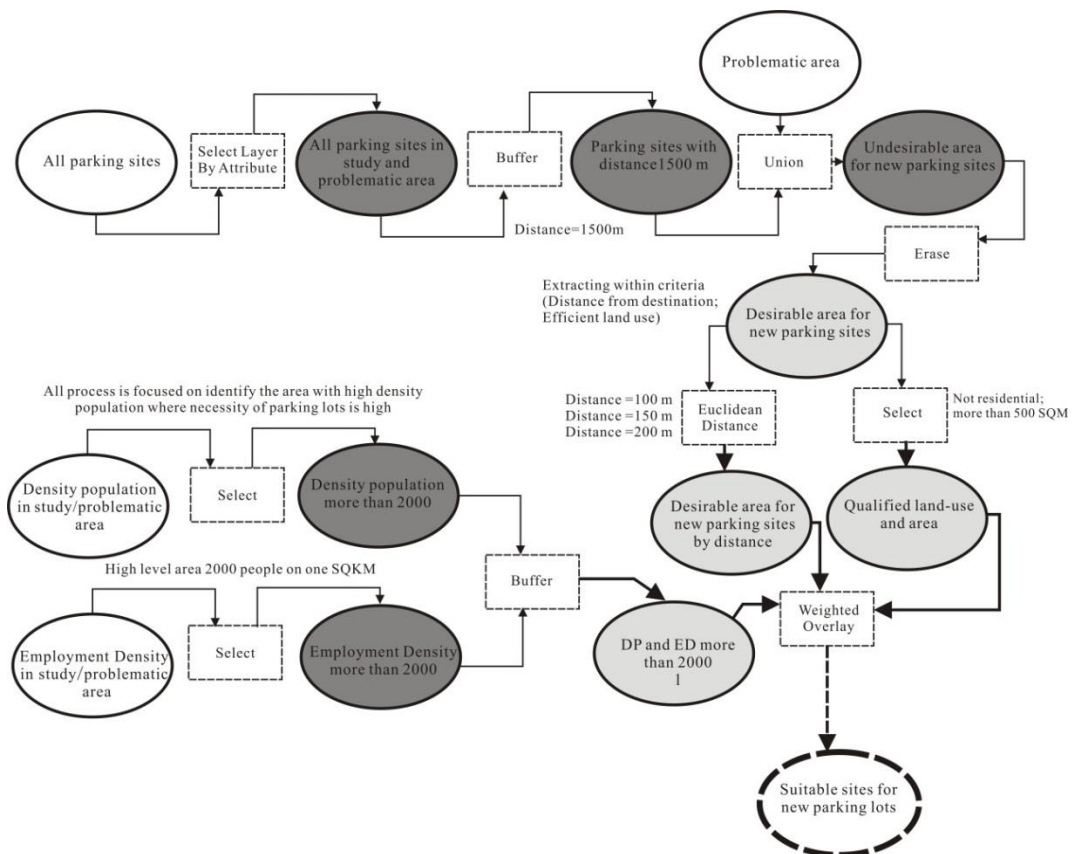 Problematic area
All parking sites
Select Layer
By Attribute
All parking sites in
study and
problematic area
Buffer
Distance=1500m
Parking sites with
distance1500 m
Union
Undesirable area
for new parking sites
Erase
Extracting within criteria
(Distance from destination;
Efficient land use)
Desirable area for
new parking sites
Distance =100 m
Distance =150 m
Distance =200 m
Euclidean
Distance
Select
Not residential;
more than 500 SQM
All process is focused on identify the area with high density
population where necessity of parking lots is high
Density population
in study/problematic
area
Select
Density population
more than 2000
Desirable area for
new parking sites
by distance
Qualified land-use
and area
High level area 2000 people on one SQKM
Buffer
Employment Density
in study/problematic
area
Select
Employment Density
more than 2000
DP and ED more
than 2000
l
Weighted
Overlay
Suitable sites for
new parking lots